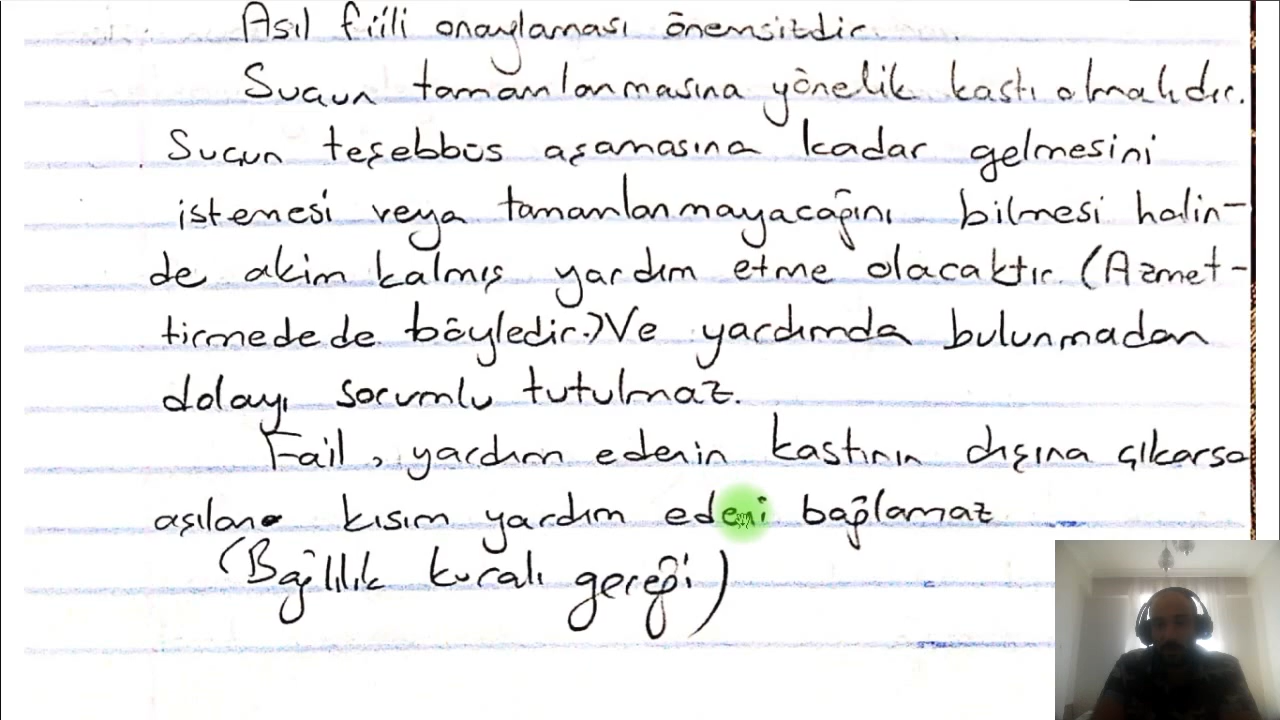 Asıl fiili onaylaması önemsizdir.
Suçun tamamlanmasına yönelik kastı olmalıdır.
Suçun teşebbüs aşamasına kadar gelmesini
istemesi veya tamamlanmayacağını bilmesi halin-
de akim kalmış yardım etme olacaktır. (Azmet-
tirmedede böyledir.) Ve yardımda bulunmadan
dolayı sorumlu tutulmaz.
Fail, yardım edenin kastının dışına çıkarsa
aşılan kısım yardım edeni bağlamaz
(Bağlılık kuralı gereği)